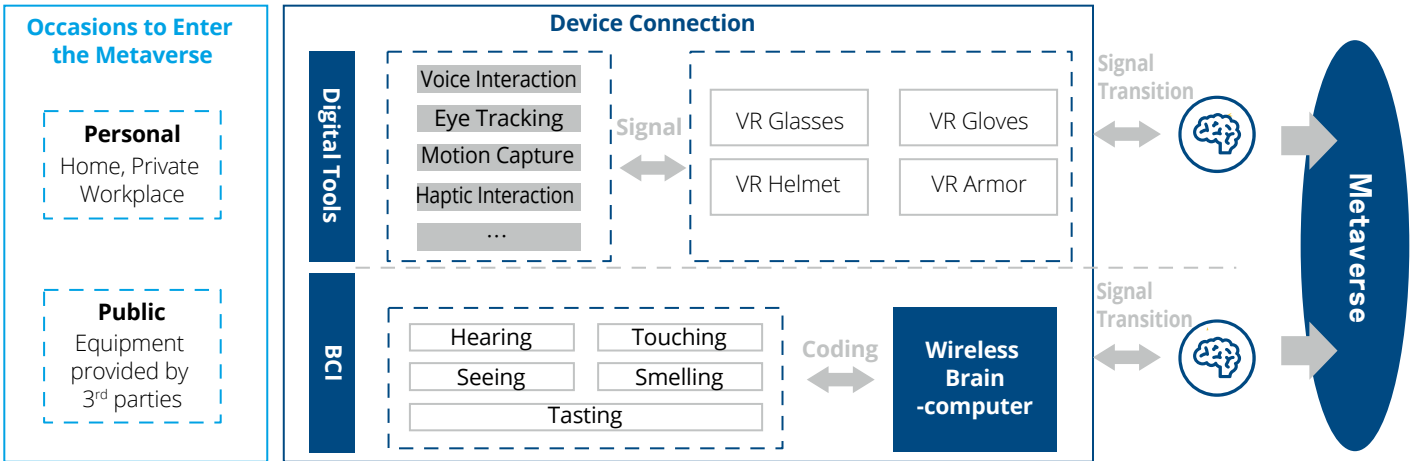 Occasions to Enter
the Metaverse
Personal
Home, Private
Workplace
Public
Equipment
provided by
3rd parties
Device Connection
Digital Tools
Voice Interaction
Eye Tracking
Motion Capture
Haptic Interaction
...
Signal
VR Glasses
VR Gloves
VR Helmet
VR Armor
Signal
Transition
BCI
Hearing
Touching
Seeing
Smelling
Tasting
Coding
Wireless
Brain
-computer
Signal
Transition
Metaverse